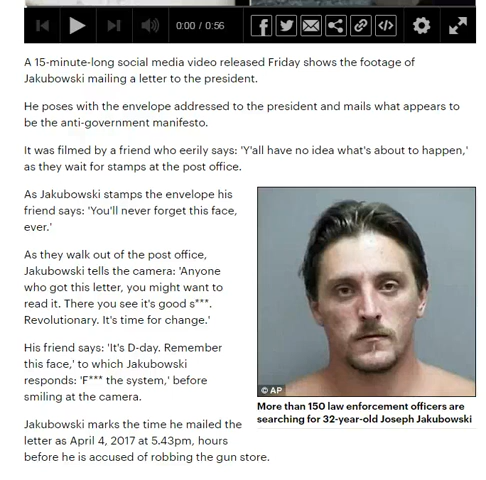 0:00 / 0:56
A 15-minute-long social media video released Friday shows the footage of
Jakubowski mailing a letter to the president.
He poses with the envelope addressed to the president and mails what appears to
be the anti-government manifesto.
It was filmed by a friend who eerily says: 'Y'all have no idea what's about to happen,'
as they wait for stamps at the post office.
As Jakubowski stamps the envelope his
friend says: 'You'll never forget this face,
ever.'
As they walk out of the post office,
Jakubowski tells the camera: 'Anyone
who got this letter, you might want to
read it. There you see it's good s***.
Revolutionary. It's time for change.'
His friend says: 'It's D-day. Remember
this face,' to which Jakubowski
responds: 'F*** the system,' before
smiling at the camera.
Jakubowski marks the time he mailed the
letter as April 4, 2017 at 5.43pm, hours
before he is accused of robbing the gun store.
© AP
More than 150 law enforcement officers are
searching for 32-year-old Joseph Jakubowski